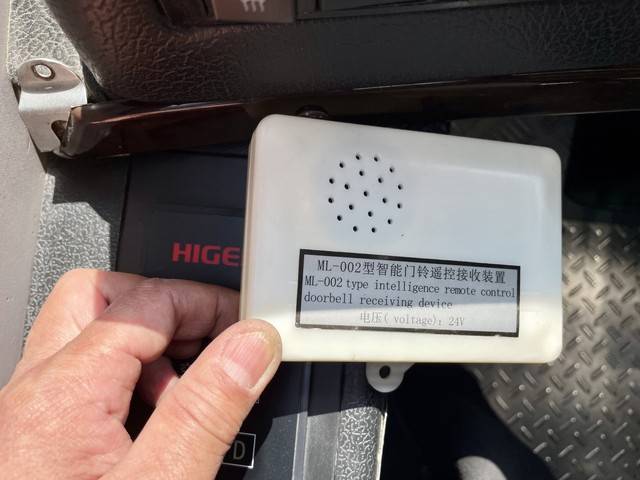 HIGE
ML-002型智能门铃遥控接收装置
ML-002 type intelligence remote control
doorbell receiving device
电压( voltage): 24V
D